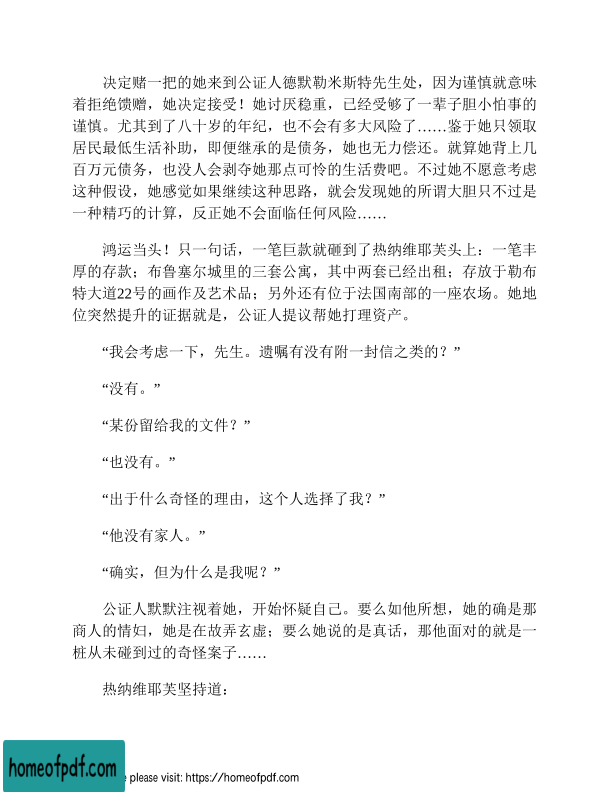 决定赌一把的她来到公证人德默勒米斯特先生处，因为谨慎就意味
着拒绝馈赠，她决定接受！她讨厌稳重，已经受够了一辈子胆小怕事的
谨慎。尤其到了八十岁的年纪，也不会有多大风险了……鉴于她只领取
居民最低生活补助，即便继承的是债务，她也无力偿还。就算她背上几
百万元债务，也没人会剥夺她那点可怜的生活费吧。不过她不愿意考虑
这种假设，她感觉如果继续这种思路，就会发现她的所谓大胆只不过是
一种精巧的计算，反正她不会面临任何风险……
鸿运当头！只一句话，一笔巨款就砸到了热纳维耶芙头上：一笔丰
厚的存款；布鲁塞尔城里的三套公寓，其中两套已经出租；存放于勒布
特大道22号的画作及艺术品；另外还有位于法国南部的一座农场。她地
位突然提升的证据就是，公证人提议帮她打理资产。
“我会考虑一下，先生。遗嘱有没有附一封信之类的？”
“没有。”
“某份留给我的文件？”
“也没有。”
“出于什么奇怪的理由，这个人选择了我？”
“他没有家人。”
“确实，但为什么是我呢？”
公证人默默注视着她，开始怀疑自己。要么如他所想，她的确是那
商人的情妇，她是在故弄玄虚；要么她说的是真话，那他面对的就是一
桩从未碰到过的奇怪案子……
热纳维耶芙坚持道：
homeofpdf.com
e please visit: https://homeofpdf.com